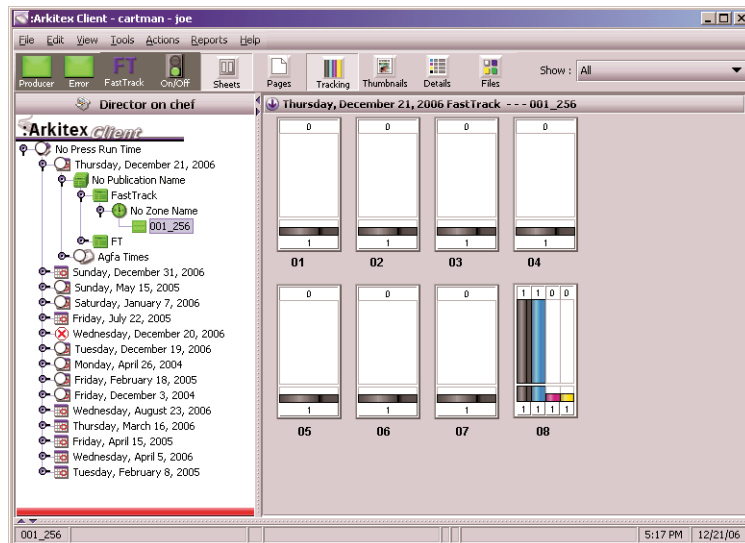 :Arkitex Client - cartman - joe
File Edit View Tools Actions Reports Help
FT
Producer Error FastTrack On/Off Sheets Pages Tracking Thumbnails Details Files Show : All
Director on chef
Thursday, December 21, 2006 FastTrack - - - 001_256
:Arkitex Client
No Press Run Time
Thursday, December 21, 2006
No Publication Name
FastTrack
No Zone Name
001_256
FT
Agfa Times
Sunday, December 31, 2006
Sunday, May 15, 2005
Saturday, January 7, 2006
Friday, July 22, 2005
Wednesday, December 20, 2006
Tuesday, December 19, 2006
Monday, April 26, 2004
Friday, February 18, 2005
Friday, December 3, 2004
Wednesday, August 23, 2006
Thursday, March 16, 2006
Friday, April 15, 2005
Wednesday, April 5, 2006
Tuesday, February 8, 2005
0 0 0 0
1 1 1 1
01 02 03 04
0 0 0 1 1 0 0
1 1 1 1 1 1 1
05 06 07 08
001_256 5:17 PM 12/21/06